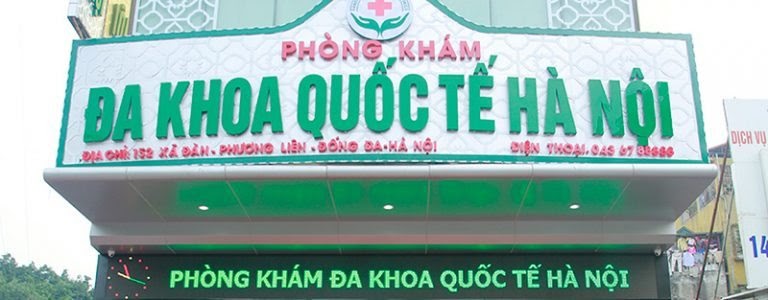 PHÒNG KHÁM
ĐA KHOA QUỐC TẾ HÀ NỘI
ĐỊA CHỈ: 152 XÃ ĐÀN - PHƯƠNG LIÊN - ĐỐNG ĐA - HÀ NỘI
ĐIỆN THOẠI: 043 67 88666
DỊCH VỤ
14
PHÒNG KHÁM ĐA KHOA QUỐC TẾ HÀ NỘI